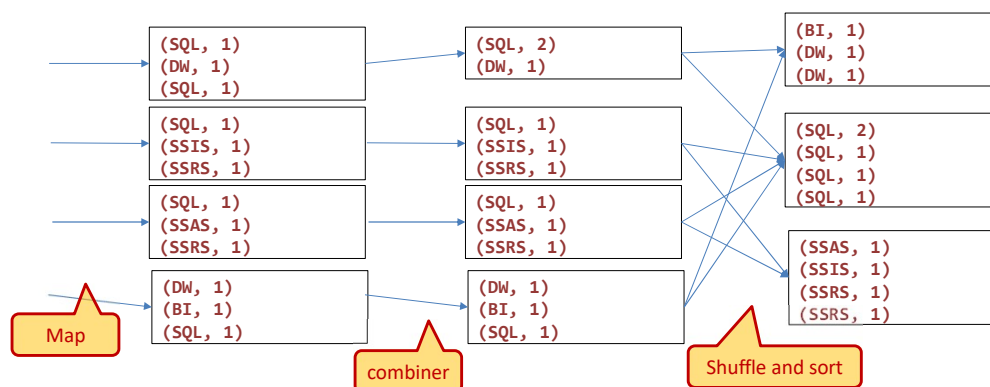 (SQL, 1)
(DW, 1)
(SQL, 1)
(SQL, 1)
(SSIS, 1)
(SSRS, 1)
(SQL, 1)
(SSAS, 1)
(SSRS, 1)
(DW, 1)
(BI, 1)
(SQL, 1)
Map
(SQL, 2)
(DW, 1)
(SQL, 1)
(SSIS, 1)
(SSRS, 1)
(SQL, 1)
(SSAS, 1)
(SSRS, 1)
(DW, 1)
(BI, 1)
(SQL, 1)
combiner
(BI, 1)
(DW, 1)
(DW, 1)
(SQL, 2)
(SQL, 1)
(SQL, 1)
(SQL, 1)
(SSAS, 1)
(SSIS, 1)
(SSRS, 1)
(SSRS, 1)
Shuffle and sort